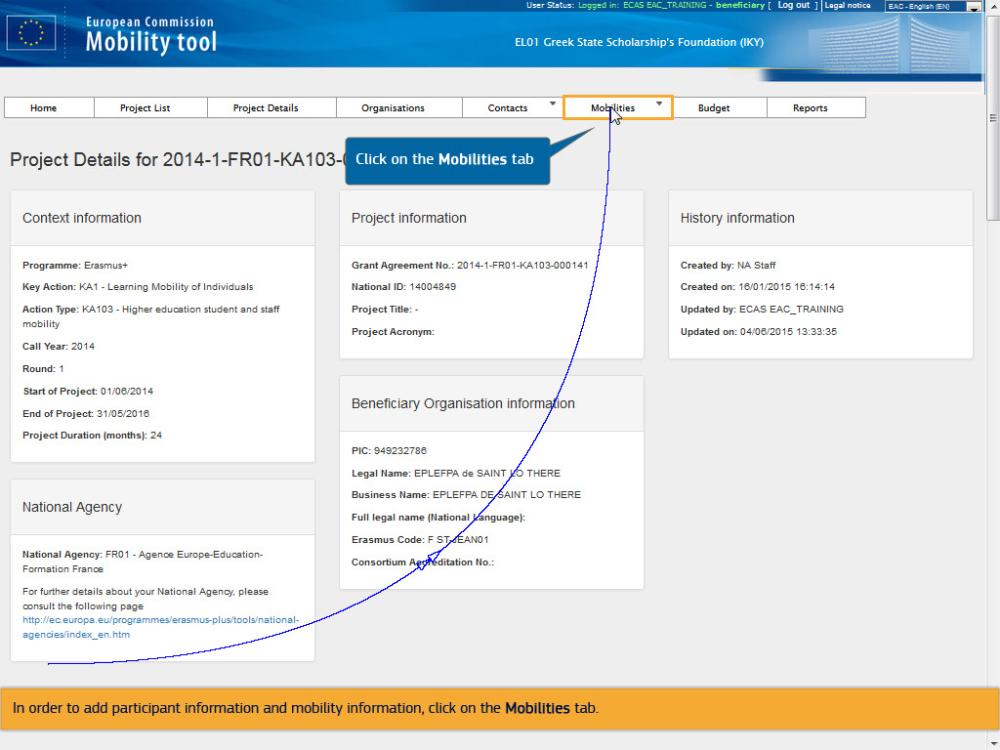 User Status: Logged in: ECAS EAC_TRAINING - beneficiary [ Log out ] Legal notice EAC - English (EN)
European Commission
Mobility tool
EL01 Greek State Scholarship's Foundation (IKY)
Home Project List Project Details Organisations Contacts Mobilities Budget Reports
Project Details for 2014-1-FR01-KA103-
Click on the Mobilities tab
Context information
Programme: Erasmus+
Key Action: KA1 - Learning Mobility of Individuals
Action Type: KA103 - Higher education student and staff
mobility
Call Year: 2014
Round: 1
Start of Project: 01/06/2014
End of Project: 31/05/2016
Project Duration (months): 24
National Agency
National Agency: FR01 - Agence Europe-Education-
Formation France
For further details about your National Agency, please
consult the following page
http://ec.europa.eu/programmes/erasmus-plus/tools/national-
agencies/index_en.htm
Project information
Grant Agreement No.: 2014-1-FR01-KA103-000141
National ID: 14004849
Project Title: -
Project Acronym:
Beneficiary Organisation information
PIC: 949232786
Legal Name: EPLEFPA de SAINT LO THERE
Business Name: EPLEFPA DE SAINT LO THERE
Full legal name (National Language):
Erasmus Code: F ST-JEAN01
Consortium Accreditation No.:
History information
Created by: NA Staff
Created on: 16/01/2015 16:14:14
Updated by: ECAS EAC_TRAINING
Updated on: 04/06/2015 13:33:35
In order to add participant information and mobility information, click on the Mobilities tab.